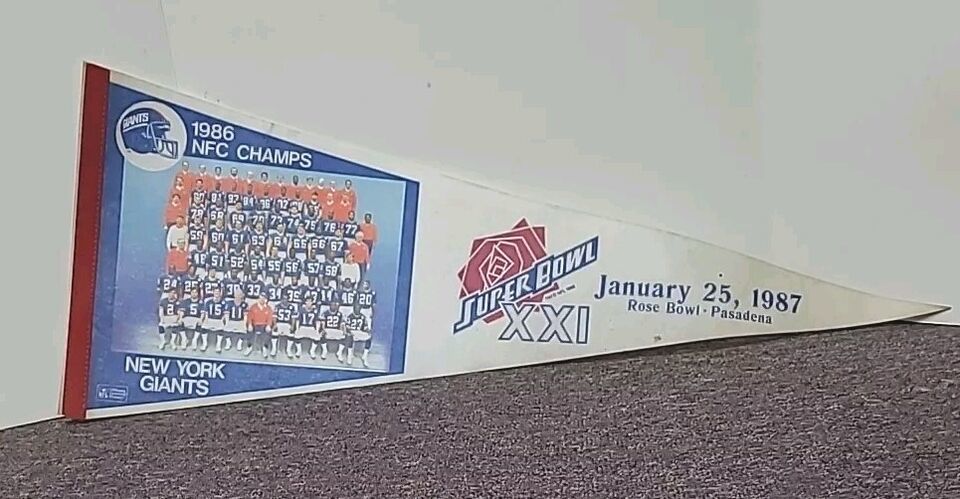 GIANTS
1986
NFC CHAMPS
NEW YORK
GIANTS
SUPER BOWL
XXI
January 25, 1987
Rose Bowl · Pasadena